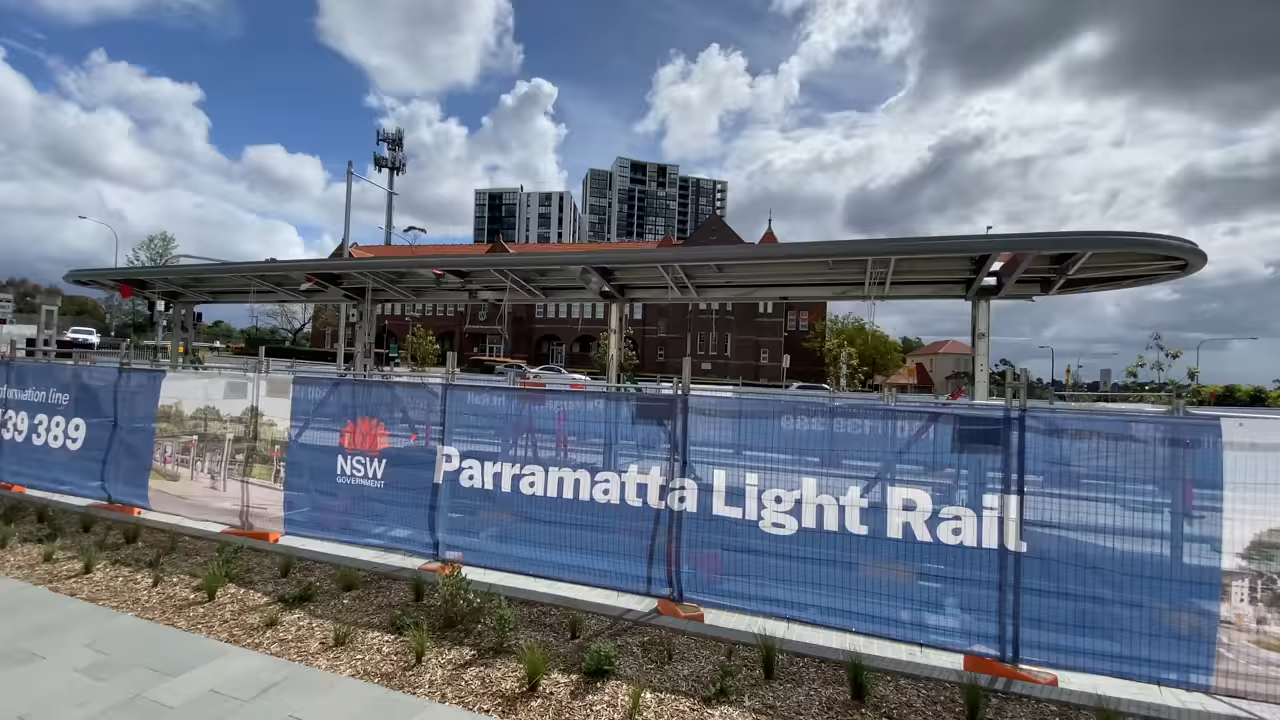 formation line
139 389
NSW
GOVERNMENT
Parramatta Light Rail